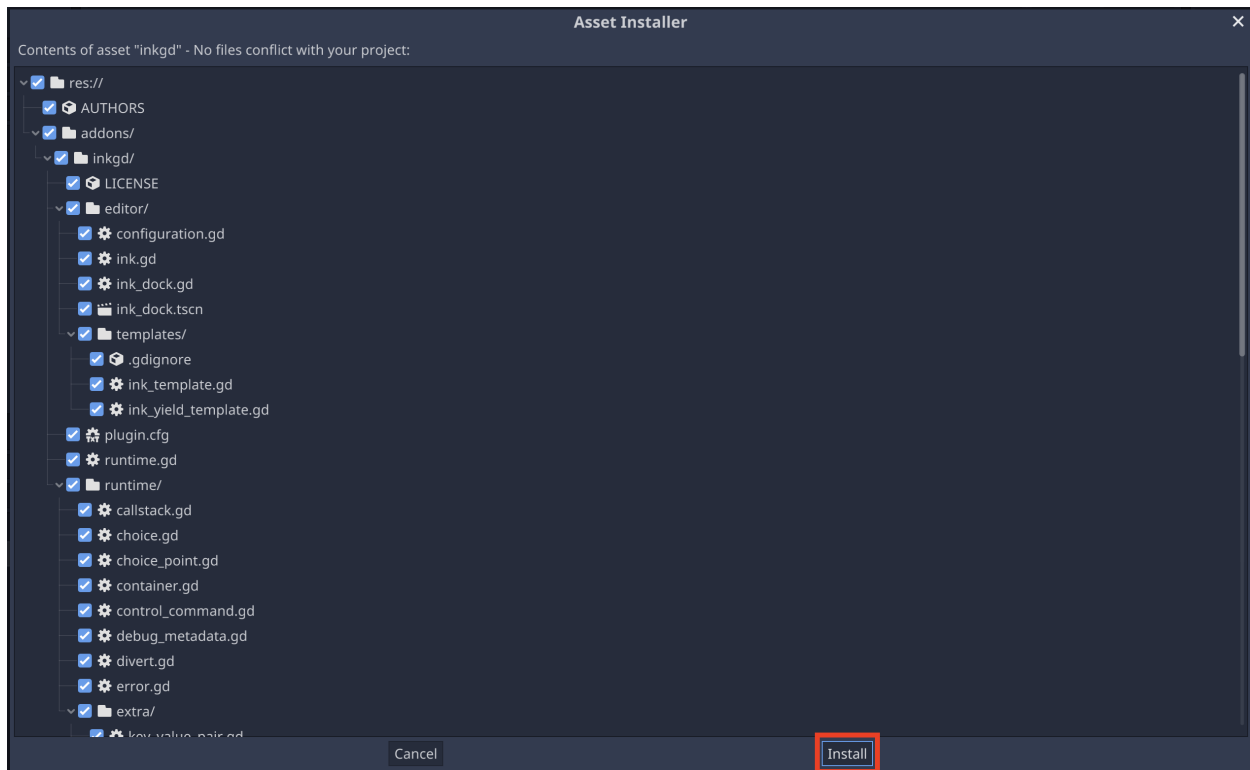 Asset Installer
Contents of asset "inkgd" - No files conflict with your project:
res://
AUTHORS
addons/
inkgd/
LICENSE
editor/
configuration.gd
ink.gd
ink_dock.gd
ink_dock.tscn
templates/
.gdignore
ink_template.gd
ink_yield_template.gd
plugin.cfg
runtime.gd
runtime/
callstack.gd
choice.gd
choice_point.gd
container.gd
control_command.gd
debug_metadata.gd
divert.gd
error.gd
extra/
key_value_pair.gd
Cancel Install